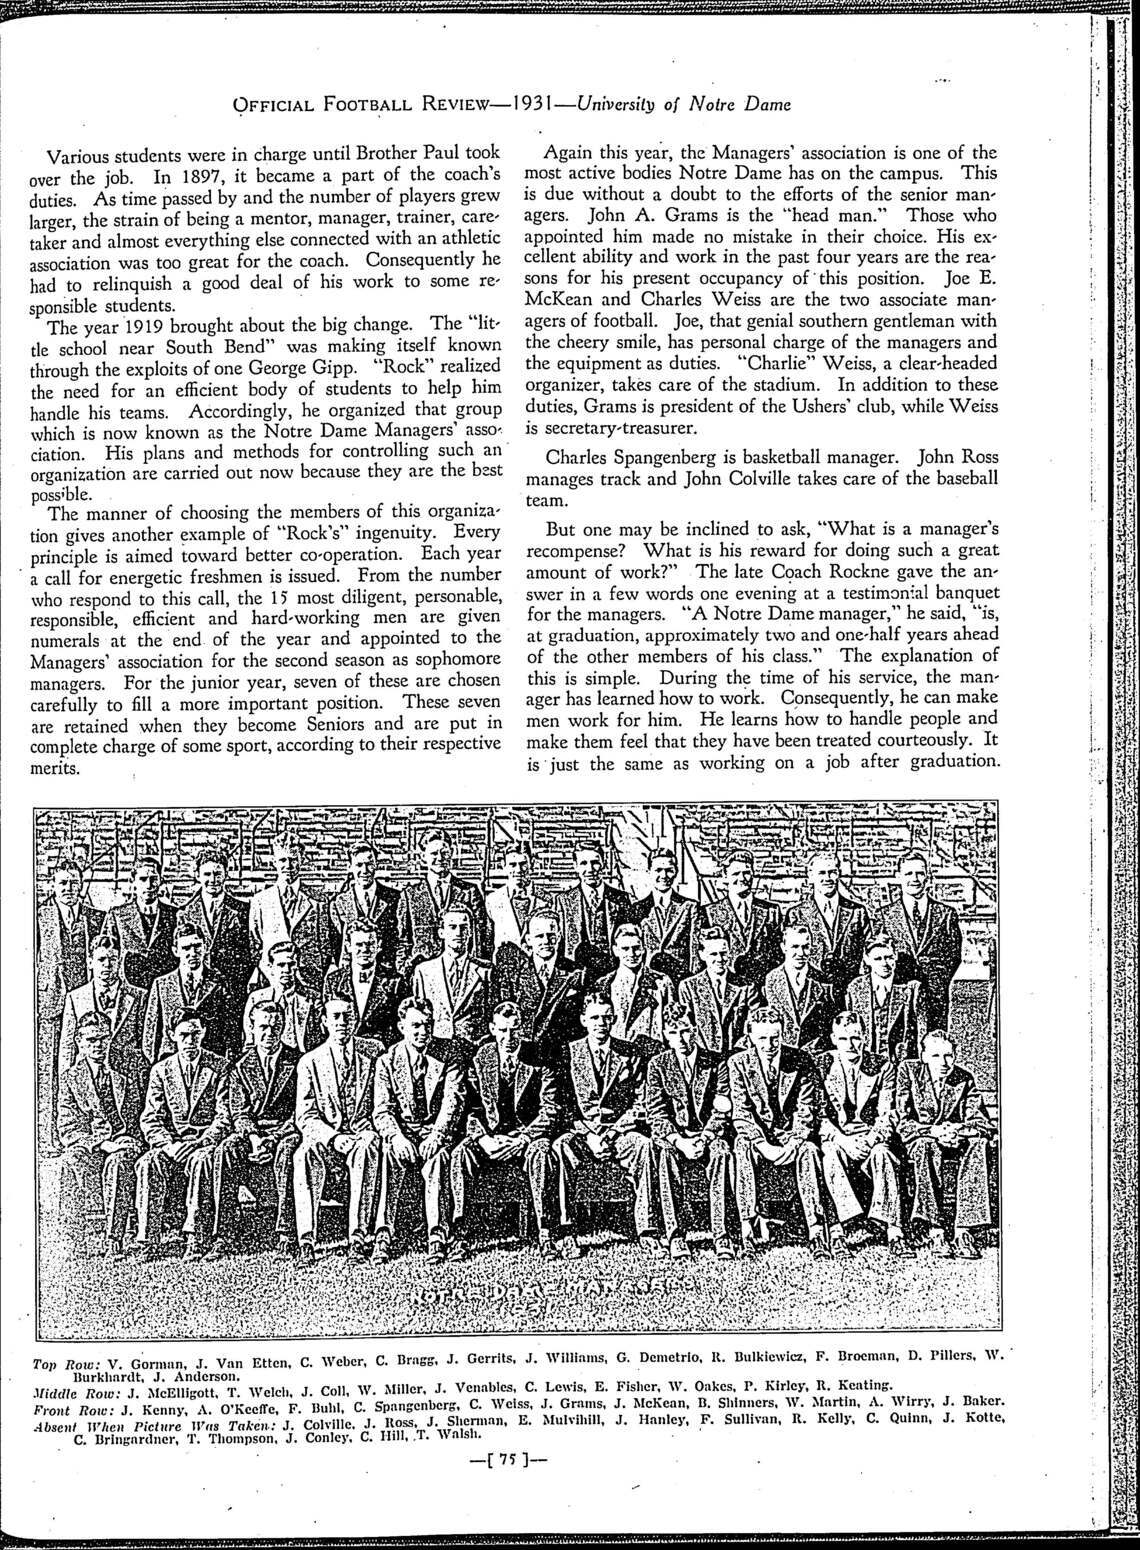 OFFICIAL FOOTBALL REVIEW—1931—University of Notre Dame
Various students were in charge until Brother Paul took
over the job. In 1897, it became a part of the coach's
duties. As time passed by and the number of players grew
larger, the strain of being a mentor, manager, trainer, care-
taker and almost everything else connected with an athletic
association was too great for the coach. Consequently he
had to relinquish a good deal of his work to some re-
sponsible students.
The year 1919 brought about the big change. The "lit-
tle school near South Bend" was making itself known
through the exploits of one George Gipp. "Rock" realized
the need for an efficient body of students to help him
handle his teams. Accordingly, he organized that group
which is now known as the Notre Dame Managers' asso-
ciation. His plans and methods for controlling such an
organization are carried out now because they are the best
possible.
The manner of choosing the members of this organiza-
tion gives another example of "Rock's" ingenuity. Every
principle is aimed toward better co-operation. Each year
a call for energetic freshmen is issued. From the number
who respond to this call, the 15 most diligent, personable,
responsible, efficient and hard-working men are given
numerals at the end of the year and appointed to the
Managers' association for the second season as sophomore
managers. For the junior year, seven of these are chosen
carefully to fill a more important position. These seven
are retained when they become Seniors and are put in
complete charge of some sport, according to their respective
merits.
Again this year, the Managers' association is one of the
most active bodies Notre Dame has on the campus. This
is due without a doubt to the efforts of the senior man-
agers. John A. Grams is the "head man." Those who
appointed him made no mistake in their choice. His ex-
cellent ability and work in the past four years are the rea-
sons for his present occupancy of this position. Joe E.
McKean and Charles Weiss are the two associate man-
agers of football. Joe, that genial southern gentleman with
the cheery smile, has personal charge of the managers and
the equipment as duties. "Charlie" Weiss, a clear-headed
organizer, takes care of the stadium. In addition to these
duties, Grams is president of the Ushers' club, while Weiss
is secretary-treasurer.
Charles Spangenberg is basketball manager. John Ross
manages track and John Colville takes care of the baseball
team.
But one may be inclined to ask, "What is a manager's
recompense? What is his reward for doing such a great
amount of work?" The late Coach Rockne gave the an-
swer in a few words one evening at a testimonial banquet
for the managers. "A Notre Dame manager," he said, "is,
at graduation, approximately two and one-half years ahead
of the other members of his class." The explanation of
this is simple. During the time of his service, the man-
ager has learned how to work. Consequently, he can make
men work for him. He learns how to handle people and
make them feel that they have been treated courteously. It
is just the same as working on a job after graduation.
NOTRE DAME MANAGERS
Top Row: V. Gorman, J. Van Etten, C. Weber, C. Bragg, J. Gerrits, J. Williams, G. Demetrio, R. Bulkiewicz, F. Broeman, D. Pillers, W.
Burkhardt, J. Anderson.
Middle Row: J. McElligott, T. Welch, J. Coll, W. Miller, J. Venables, C. Lewis, E. Fisher, W. Oakes, P. Kirley, R. Keating.
Front Row: J. Kenny, A. O'Keeffe, F. Buhl, C. Spangenberg, C. Weiss, J. Grams, J. McKean, B. Shinners, W. Martin, A. Wirry, J. Baker.
Absent When Picture Was Taken: J. Colville, J. Ross, J. Sherman, E. Mulvihill, J. Hanley, F. Sullivan, R. Kelly, C. Quinn, J. Kotte,
C. Bringardner, T. Thompson, J. Conley, C. Hill, T. Walsh.
—[ 75 ]—